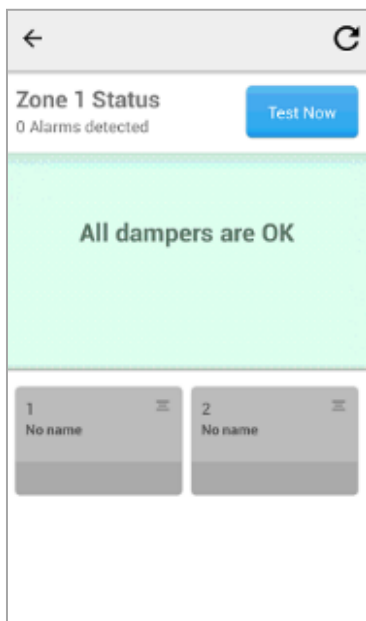 Zone 1 Status
0 Alarms detected
Test Now
All dampers are OK
1
No name
2
No name